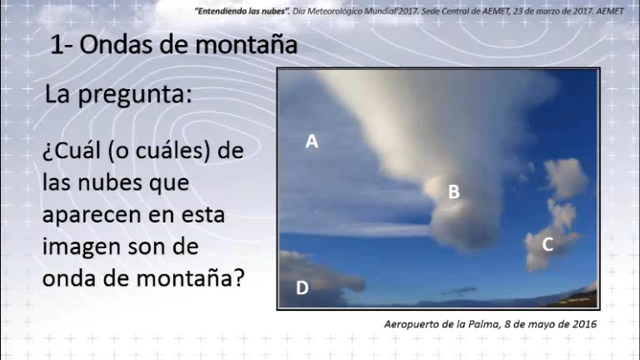 "Entendiendo las nubes". Día Meteorológico Mundial'2017. Sede Central de AEMET, 23 de marzo de 2017. AEMET
1- Ondas de montaña
La pregunta:
¿Cuál (o cuáles) de
las nubes que
aparecen en esta
imagen son de
onda de montaña?
A
B
C
D
Aeropuerto de la Palma, 8 de mayo de 2016